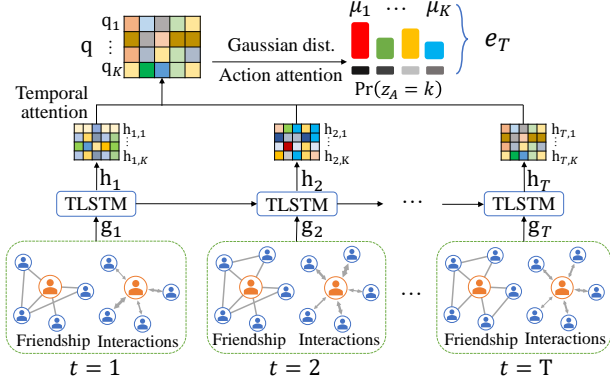 μ₁ ⋯ μ_K
q₁
q ⋮
q_K
Gaussian dist.
Action attention
e_T
Pr(z_A = k)
Temporal
attention
h₁,₁
⋮
h₁,K
h₂,₁
⋮
h₂,K
h_T,₁
⋮
h_T,K
h₁ h₂ h_T
TLSTM TLSTM ⋯ TLSTM
g₁ g₂ g_T
⋯
Friendship Interactions Friendship Interactions Friendship Interactions
t = 1 t = 2 t = T